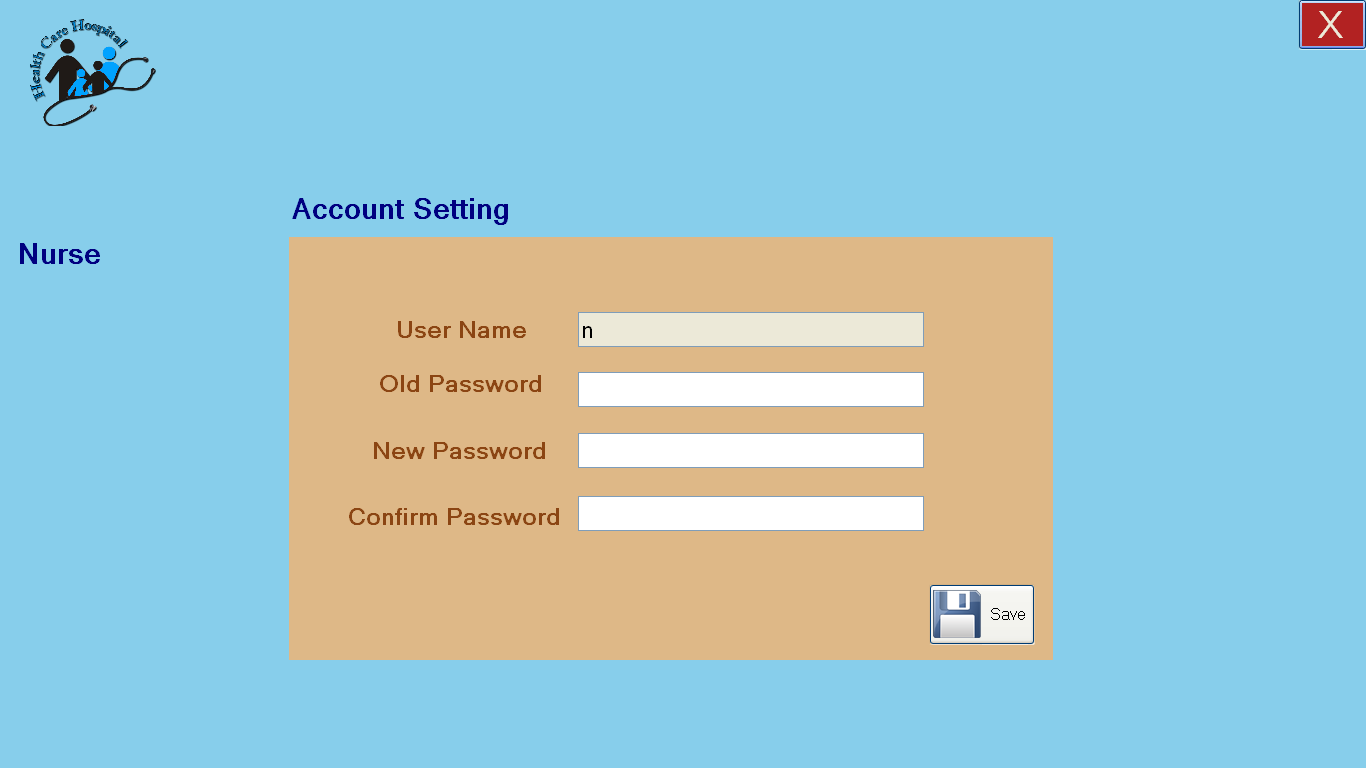 Health Care Hospital
X
Account Setting
Nurse
User Name
n
Old Password
New Password
Confirm Password
Save